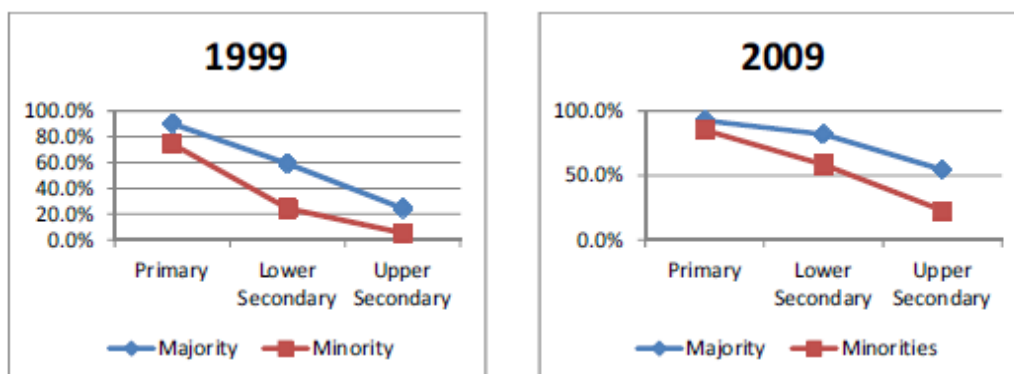 1999
100.0%
80.0%
60.0%
40.0%
20.0%
0.0%
Primary
Lower
Secondary
Upper
Secondary
Majority
Minority
2009
100.0%
50.0%
0.0%
Primary
Lower
Secondary
Upper
Secondary
Majority
Minorities